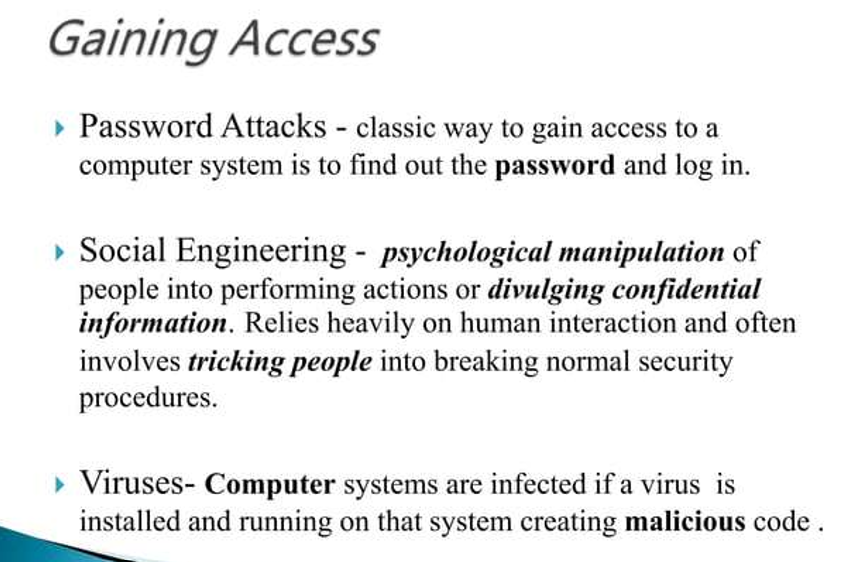 Gaining Access
Password Attacks - classic way to gain access to a
computer system is to find out the password and log in.
Social Engineering - psychological manipulation of
people into performing actions or divulging confidential
information. Relies heavily on human interaction and often
involves tricking people into breaking normal security
procedures.
Viruses- Computer systems are infected if a virus is
installed and running on that system creating malicious code .